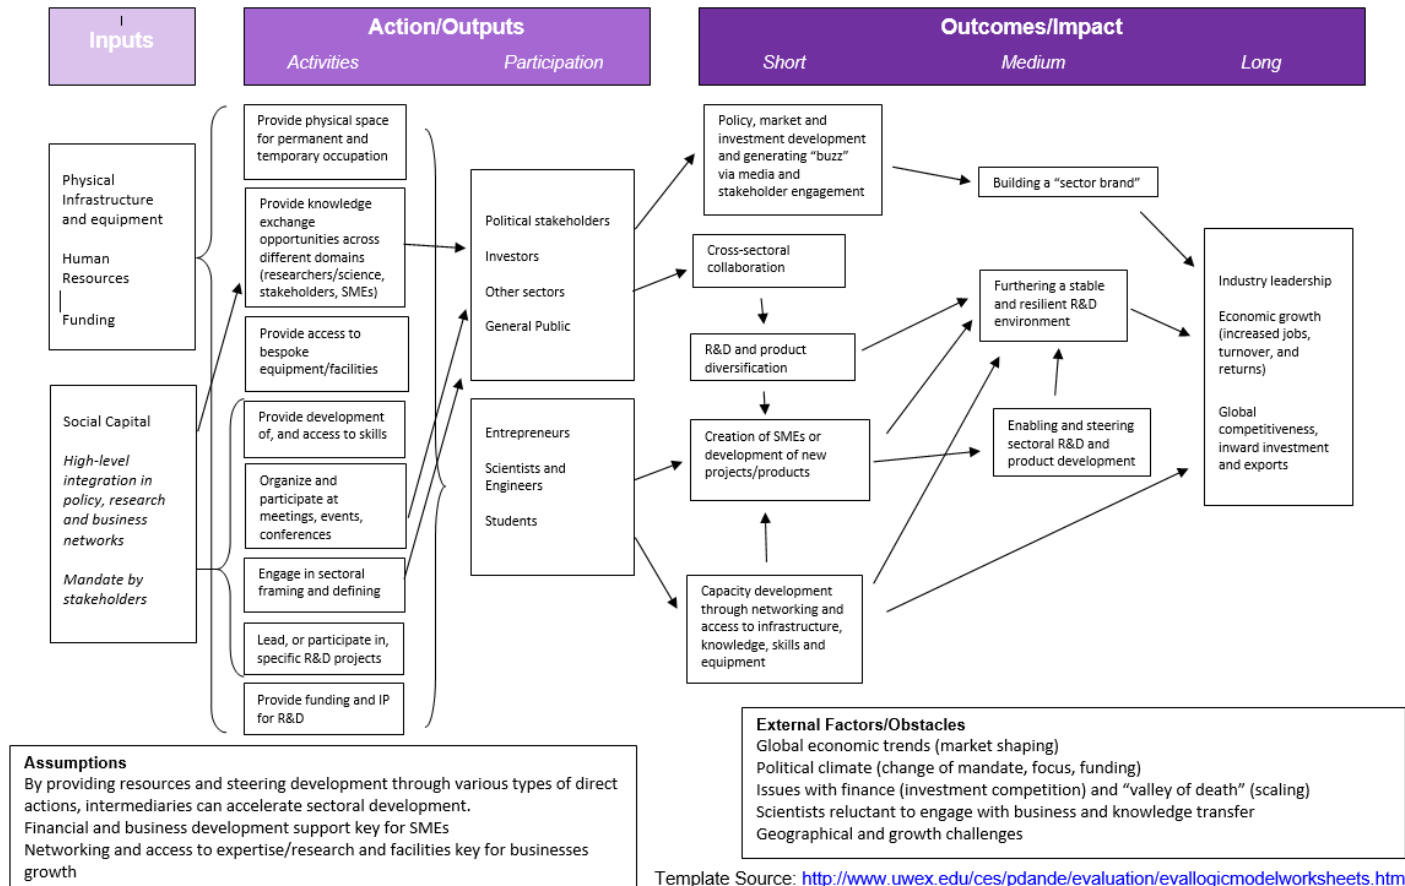 Inputs
Action/Outputs
Activities
Participation
Outcomes/Impact
Short
Medium
Long
Physical
Infrastructure
and equipment
Human
Resources
Funding
Social Capital
High-level
integration in
policy, research
and business
networks
Mandate by
stakeholders
Provide physical space
for permanent and
temporary occupation
Provide knowledge
exchange
opportunities across
different domains
(researchers/science,
stakeholders, SMEs)
Provide access to
bespoke
equipment/facilities
Provide development
of, and access to skills
Organize and
participate at
meetings, events,
conferences
Engage in sectoral
framing and defining
Lead, or participate in,
specific R&D projects
Provide funding and IP
for R&D
Political stakeholders
Investors
Other sectors
General Public
Entrepreneurs
Scientists and
Engineers
Students
Policy, market and
investment development
and generating “buzz”
via media and
stakeholder engagement
Cross-sectoral
collaboration
R&D and product
diversification
Creation of SMEs or
development of new
projects/products
Capacity development
through networking and
access to infrastructure,
knowledge, skills and
equipment
Building a “sector brand”
Furthering a stable
and resilient R&D
environment
Enabling and steering
sectoral R&D and
product development
Industry leadership
Economic growth
(increased jobs,
turnover, and
returns)
Global
competitiveness,
inward investment
and exports
Assumptions
By providing resources and steering development through various types of direct
actions, intermediaries can accelerate sectoral development.
Financial and business development support key for SMEs
Networking and access to expertise/research and facilities key for businesses
growth
External Factors/Obstacles
Global economic trends (market shaping)
Political climate (change of mandate, focus, funding)
Issues with finance (investment competition) and “valley of death” (scaling)
Scientists reluctant to engage with business and knowledge transfer
Geographical and growth challenges
Template Source: http://www.uwex.edu/ces/pdande/evaluation/evallogicmodelworksheets.htm